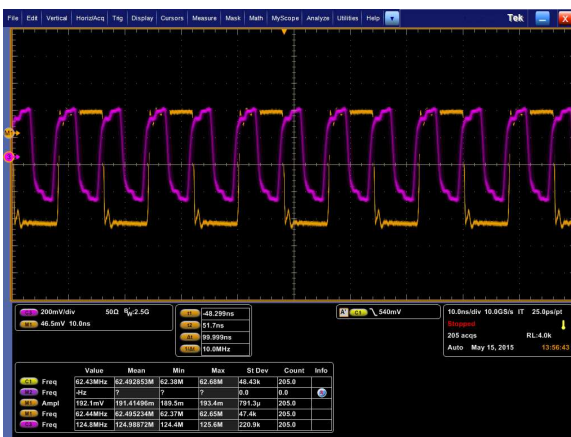 File Edit Vertical Horiz/Acq Trig Display Cursors Measure Mask Math MyScope Analyze Utilities Help Tek X
M1
C3 200mV/div 50Ω BW:2.5G
M1 46.5mV 10.0ns
t1 -48.299ns
t2 51.7ns
Δt 99.999ns
1/Δt 10.0MHz
A' C1 540mV
10.0ns/div 10.0GS/s IT 25.0ps/pt
Stopped
205 acqs RL:4.0k
Auto May 15, 2015 13:56:43
Value Mean Min Max St Dev Count Info
C1 Freq 62.43MHz 62.492853M 62.38M 62.68M 48.43k 205.0
M2 Freq -Hz ? ? ? 0.0 0.0
M1 Ampl 192.1mV 191.41496m 189.5m 193.4m 791.3µ 205.0
M1 Freq 62.44MHz 62.495234M 62.37M 62.65M 47.4k 205.0
C3 Freq 124.8MHz 124.98872M 124.4M 125.6M 220.9k 205.0